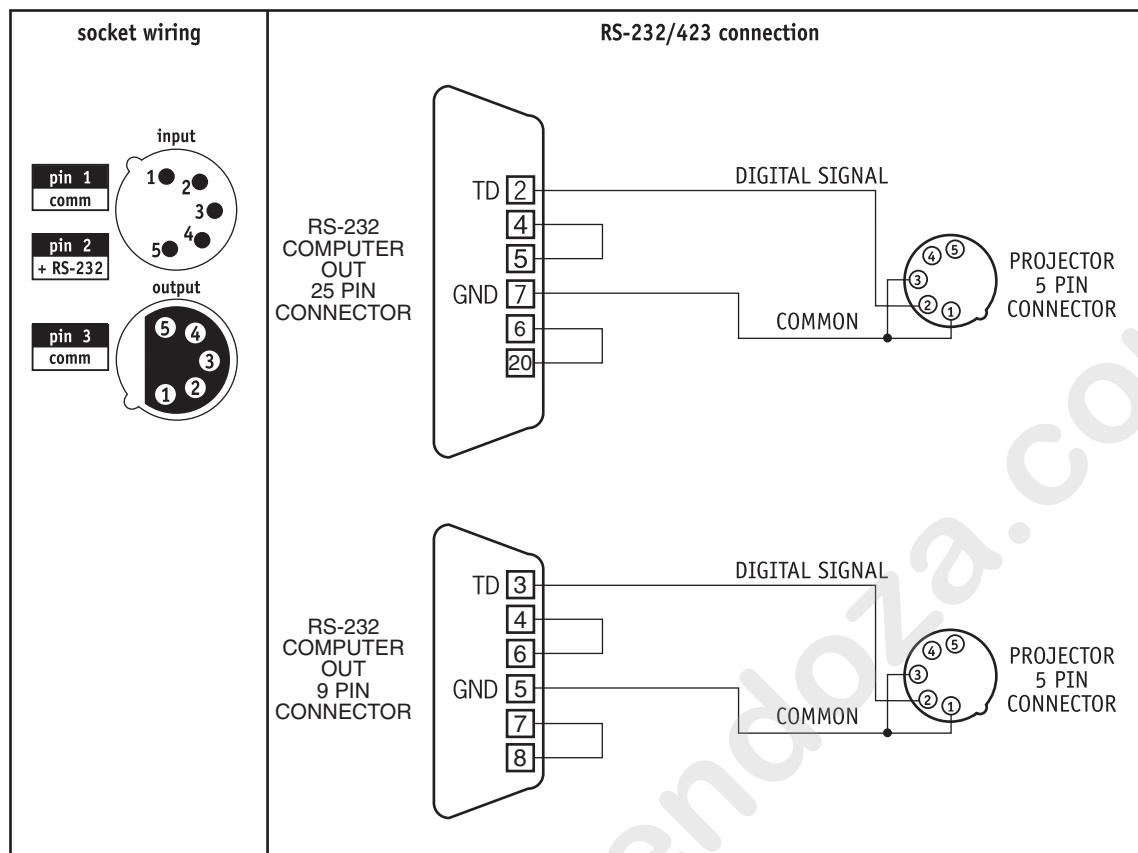 socket wiring
RS-232/423 connection
input
pin 1
comm
1
2
3
4
5
pin 2
+ RS-232
output
pin 3
comm
5
4
3
2
1
RS-232
COMPUTER
OUT
25 PIN
CONNECTOR
TD 2
4
5
GND 7
6
20
DIGITAL SIGNAL
COMMON
4
5
3
2
1
PROJECTOR
5 PIN
CONNECTOR
RS-232
COMPUTER
OUT
9 PIN
CONNECTOR
TD 3
4
6
GND 5
7
8
DIGITAL SIGNAL
COMMON
4
5
3
2
1
PROJECTOR
5 PIN
CONNECTOR
endoza.co